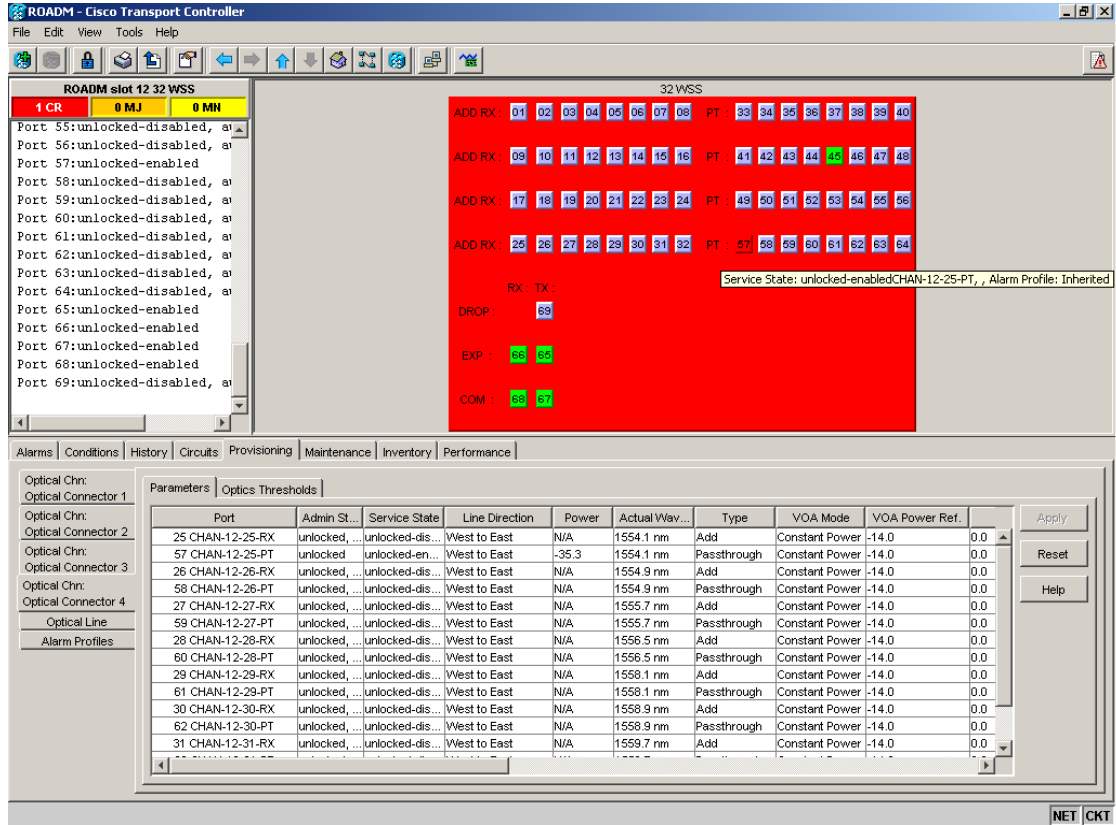 ROADM - Cisco Transport Controller
File Edit View Tools Help
ROADM slot 12 32 WSS
1 CR 0 MJ 0 MN
Port 55:unlocked-disabled, a
Port 56:unlocked-disabled, a
Port 57:unlocked-enabled
Port 58:unlocked-disabled, a
Port 59:unlocked-disabled, a
Port 60:unlocked-disabled, a
Port 61:unlocked-disabled, a
Port 62:unlocked-disabled, a
Port 63:unlocked-disabled, a
Port 64:unlocked-disabled, a
Port 65:unlocked-enabled
Port 66:unlocked-enabled
Port 67:unlocked-enabled
Port 68:unlocked-enabled
Port 69:unlocked-disabled, a
32 WSS
ADD RX : 01 02 03 04 05 06 07 08 PT : 33 34 35 36 37 38 39 40
ADD RX : 09 10 11 12 13 14 15 16 PT : 41 42 43 44 45 46 47 48
ADD RX : 17 18 19 20 21 22 23 24 PT : 49 50 51 52 53 54 55 56
ADD RX : 25 26 27 28 29 30 31 32 PT : 57 58 59 60 61 62 63 64
Service State: unlocked-enabledCHAN-12-25-PT, , Alarm Profile: Inherited
RX : TX :
DROP : 69
EXP : 66 65
COM : 68 67
Alarms Conditions History Circuits Provisioning Maintenance Inventory Performance
Optical Chn:
Optical Connector 1
Optical Chn:
Optical Connector 2
Optical Chn:
Optical Connector 3
Optical Chn:
Optical Connector 4
Optical Line
Alarm Profiles
Parameters Optics Thresholds
Port Admin St... Service State Line Direction Power Actual Wav... Type VOA Mode VOA Power Ref.
25 CHAN-12-25-RX unlocked, ... unlocked-dis... West to East N/A 1554.1 nm Add Constant Power -14.0 0.0
57 CHAN-12-25-PT unlocked unlocked-en... West to East -35.3 1554.1 nm Passthrough Constant Power -14.0 0.0
26 CHAN-12-26-RX unlocked, ... unlocked-dis... West to East N/A 1554.9 nm Add Constant Power -14.0 0.0
58 CHAN-12-26-PT unlocked, ... unlocked-dis... West to East N/A 1554.9 nm Passthrough Constant Power -14.0 0.0
27 CHAN-12-27-RX unlocked, ... unlocked-dis... West to East N/A 1555.7 nm Add Constant Power -14.0 0.0
59 CHAN-12-27-PT unlocked, ... unlocked-dis... West to East N/A 1555.7 nm Passthrough Constant Power -14.0 0.0
28 CHAN-12-28-RX unlocked, ... unlocked-dis... West to East N/A 1556.5 nm Add Constant Power -14.0 0.0
60 CHAN-12-28-PT unlocked, ... unlocked-dis... West to East N/A 1556.5 nm Passthrough Constant Power -14.0 0.0
29 CHAN-12-29-RX unlocked, ... unlocked-dis... West to East N/A 1558.1 nm Add Constant Power -14.0 0.0
61 CHAN-12-29-PT unlocked, ... unlocked-dis... West to East N/A 1558.1 nm Passthrough Constant Power -14.0 0.0
30 CHAN-12-30-RX unlocked, ... unlocked-dis... West to East N/A 1558.9 nm Add Constant Power -14.0 0.0
62 CHAN-12-30-PT unlocked, ... unlocked-dis... West to East N/A 1558.9 nm Passthrough Constant Power -14.0 0.0
31 CHAN-12-31-RX unlocked, ... unlocked-dis... West to East N/A 1559.7 nm Add Constant Power -14.0 0.0
Apply
Reset
Help
NET CKT